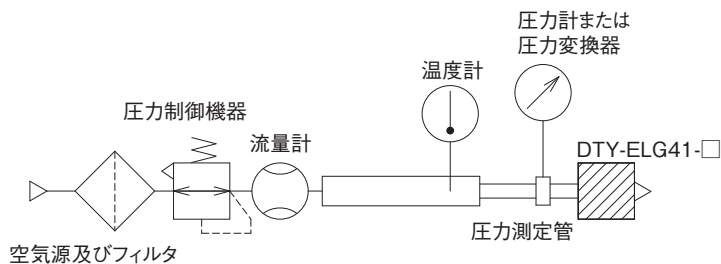 圧力計または
圧力変換器
温度計
圧力制御機器
流量計
DTY-ELG41-□
圧力測定管
空気源及びフィルタ